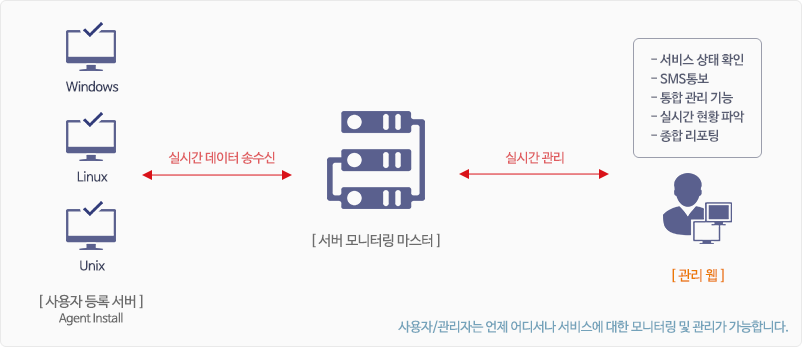 Windows
Linux
Unix
[ 사용자 등록 서버 ]
Agent Install
실시간 데이터 송수신
[ 서버 모니터링 마스터 ]
실시간 관리
- 서비스 상태 확인
- SMS통보
- 통합 관리 기능
- 실시간 현황 파악
- 종합 리포팅
[ 관리 웹 ]
사용자/관리자는 언제 어디서나 서비스에 대한 모니터링 및 관리가 가능합니다.